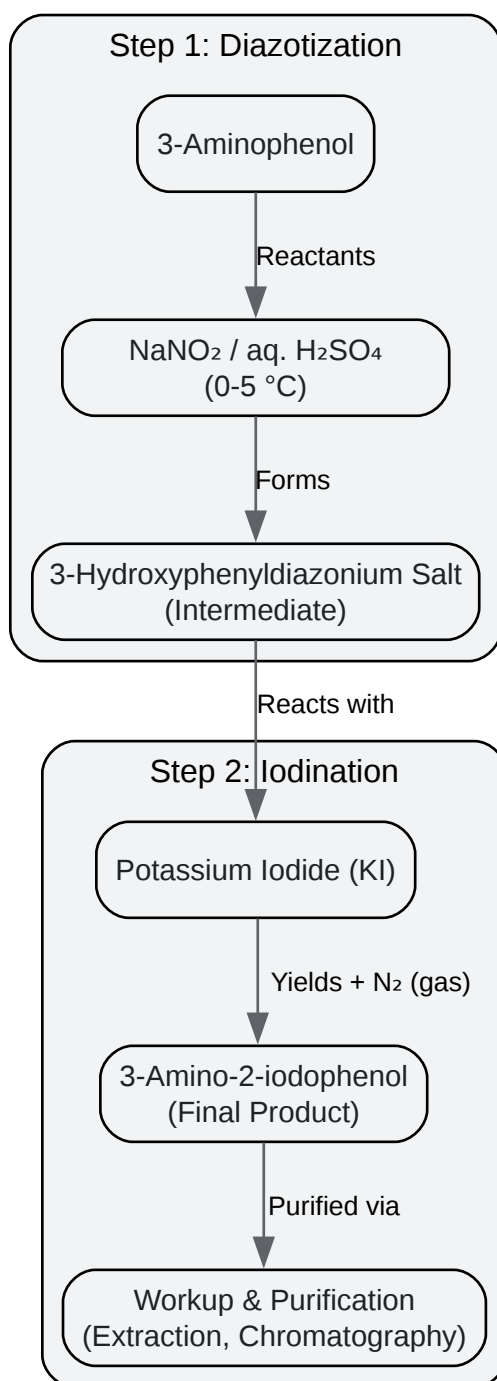 Step 1: Diazotization
3-Aminophenol
Reactants
NaNO₂ / aq. H₂SO₄
(0-5 °C)
Forms
3-Hydroxyphenyldiazonium Salt
(Intermediate)
Reacts with
Step 2: Iodination
Potassium Iodide (KI)
Yields + N₂ (gas)
3-Amino-2-iodophenol
(Final Product)
Purified via
Workup & Purification
(Extraction, Chromatography)